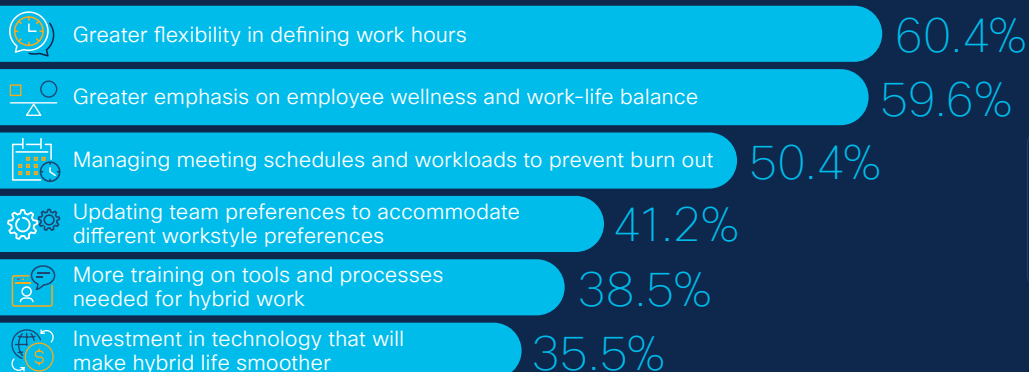 Greater flexibility in defining work hours
60.4%
Greater emphasis on employee wellness and work-life balance
59.6%
Managing meeting schedules and workloads to prevent burn out
50.4%
Updating team preferences to accommodate
different workstyle preferences
41.2%
More training on tools and processes
needed for hybrid work
38.5%
Investment in technology that will
make hybrid life smoother
35.5%
$